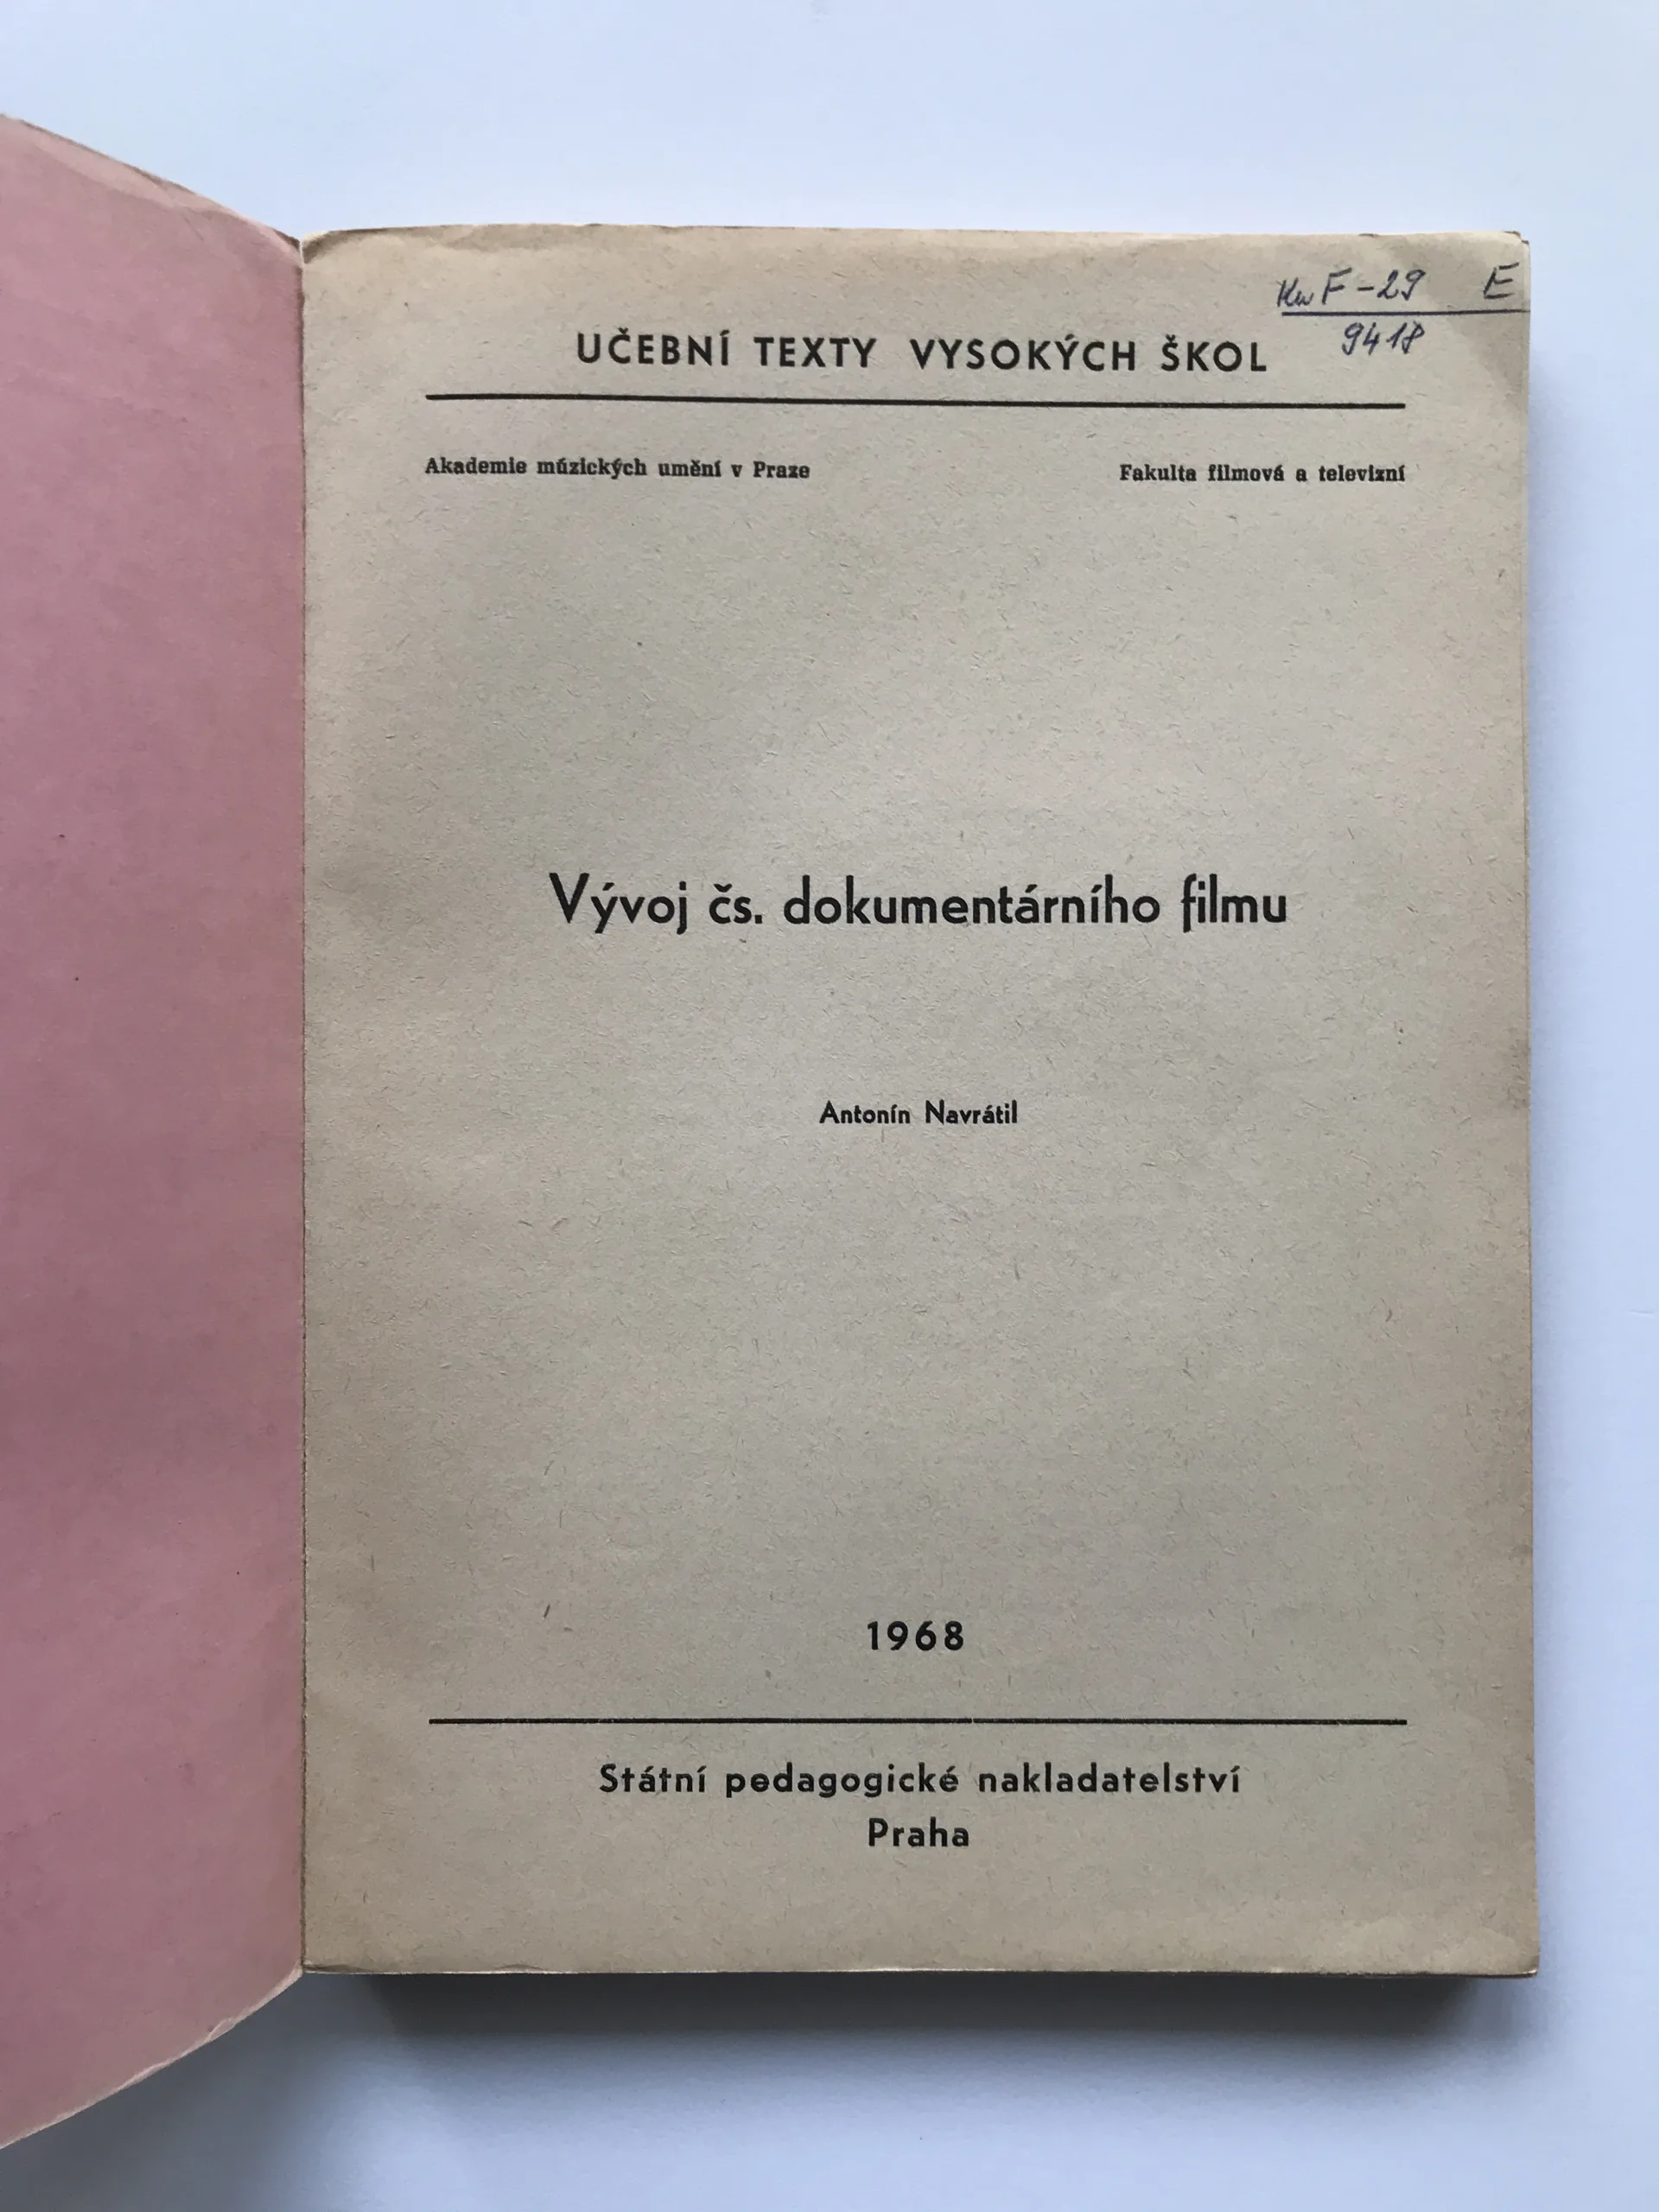 F-29 E
9418
UČEBNÍ TEXTY VYSOKÝCH ŠKOL
Akademie múzických umění v Praze Fakulta filmová a televizní
Vývoj čs. dokumentárního filmu
Antonín Navrátil
1968
Státní pedagogické nakladatelství
Praha